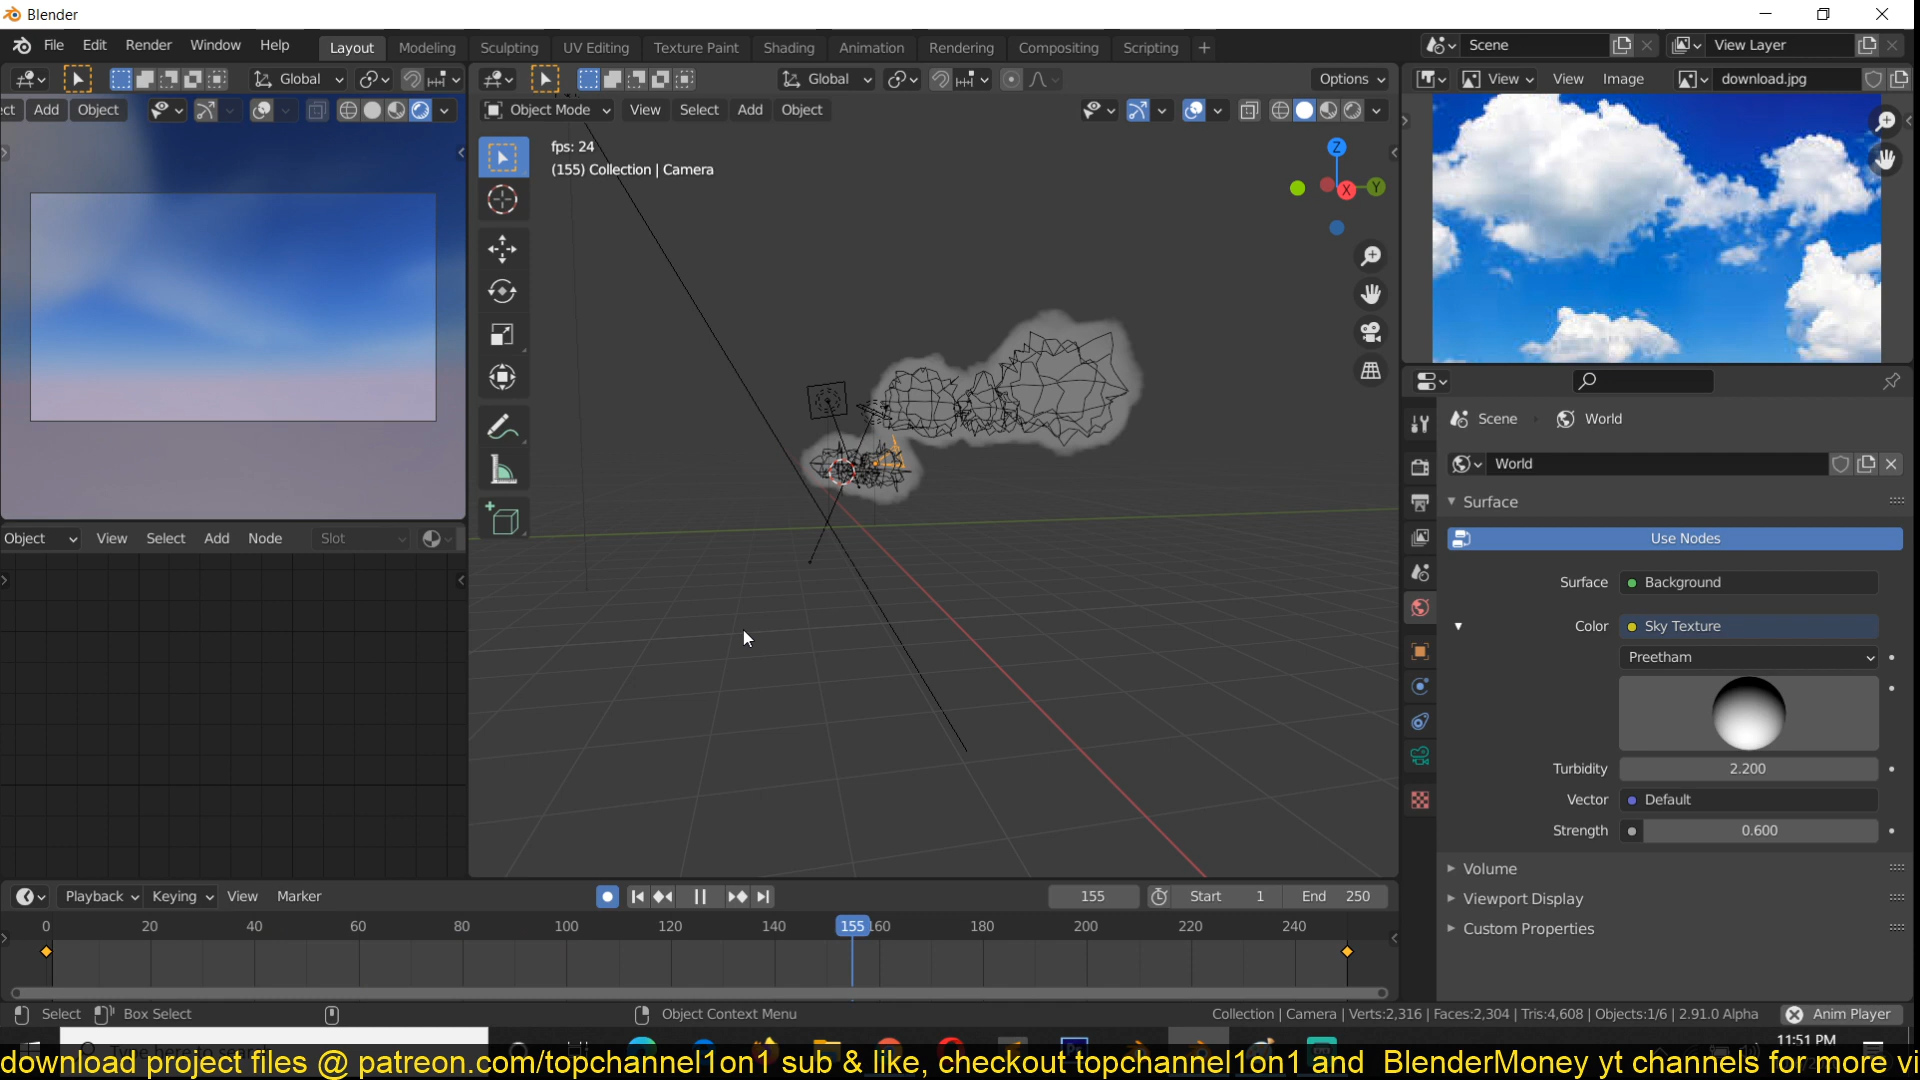 Blender
File Edit Render Window Help Layout Modeling Sculpting UV Editing Texture Paint Shading Animation Rendering Compositing Scripting + Scene View Layer
Global Global Options View View Image download.jpg
ect Add Object Object Mode View Select Add Object
fps: 24
(155) Collection | Camera
Z
X Y
Scene World
World
Surface
Use Nodes
Surface Background
Color Sky Texture
Preetham
Turbidity 2.200
Vector Default
Strength 0.600
Volume
Viewport Display
Custom Properties
Object View Select Add Node Slot
Playback Keying View Marker 155 Start 1 End 250
0 20 40 60 80 100 120 140 155 160 180 200 220 240
Select Box Select Object Context Menu Collection | Camera | Verts:2,316 | Faces:2,304 | Tris:4,608 | Objects:1/6 | 2.91.0 Alpha Anim Player
Type here to search 11:51 PM
download project files @ patreon.com/topchannel1on1 sub & like, checkout topchannel1on1 and BlenderMoney yt channels for more vi